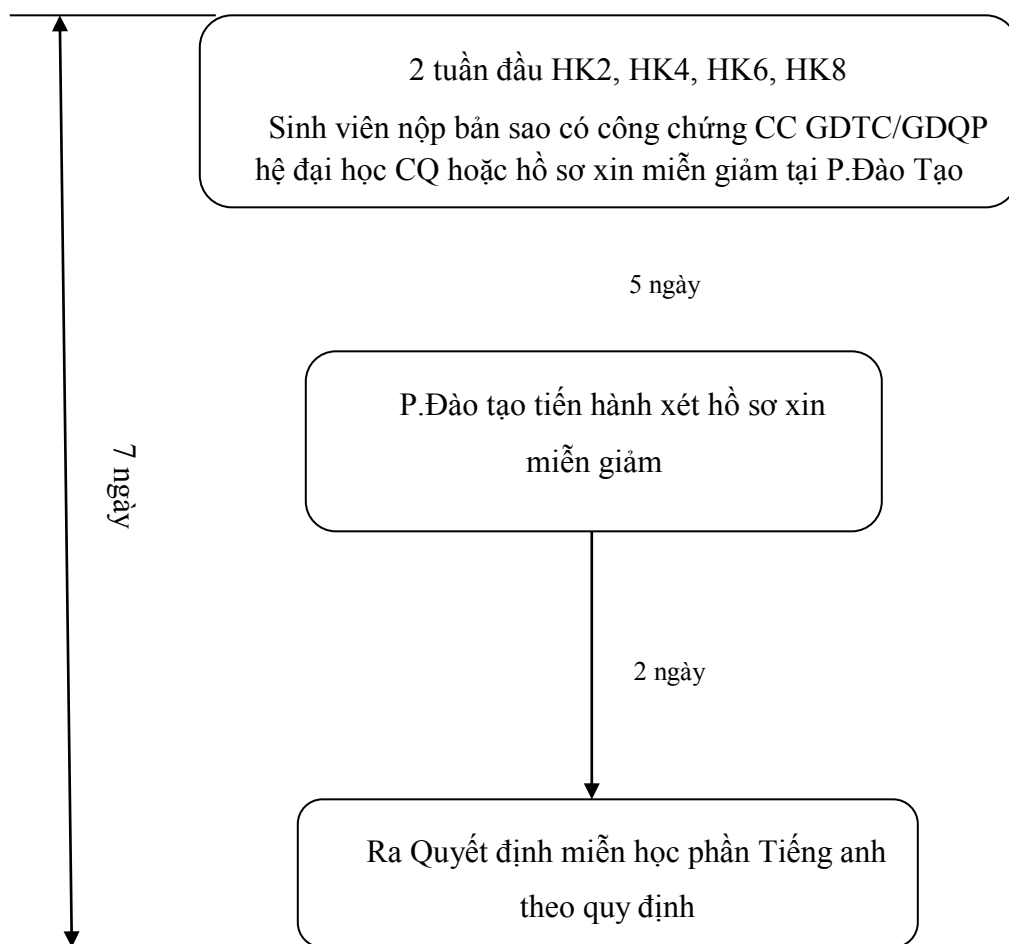 2 tuần đầu HK2, HK4, HK6, HK8
Sinh viên nộp bản sao có công chứng CC GDTC/GDQP
hệ đại học CQ hoặc hồ sơ xin miễn giảm tại P.Đào Tạo
5 ngày
P.Đào tạo tiến hành xét hồ sơ xin
miễn giảm
7 ngày
2 ngày
Ra Quyết định miễn học phần Tiếng anh
theo quy định